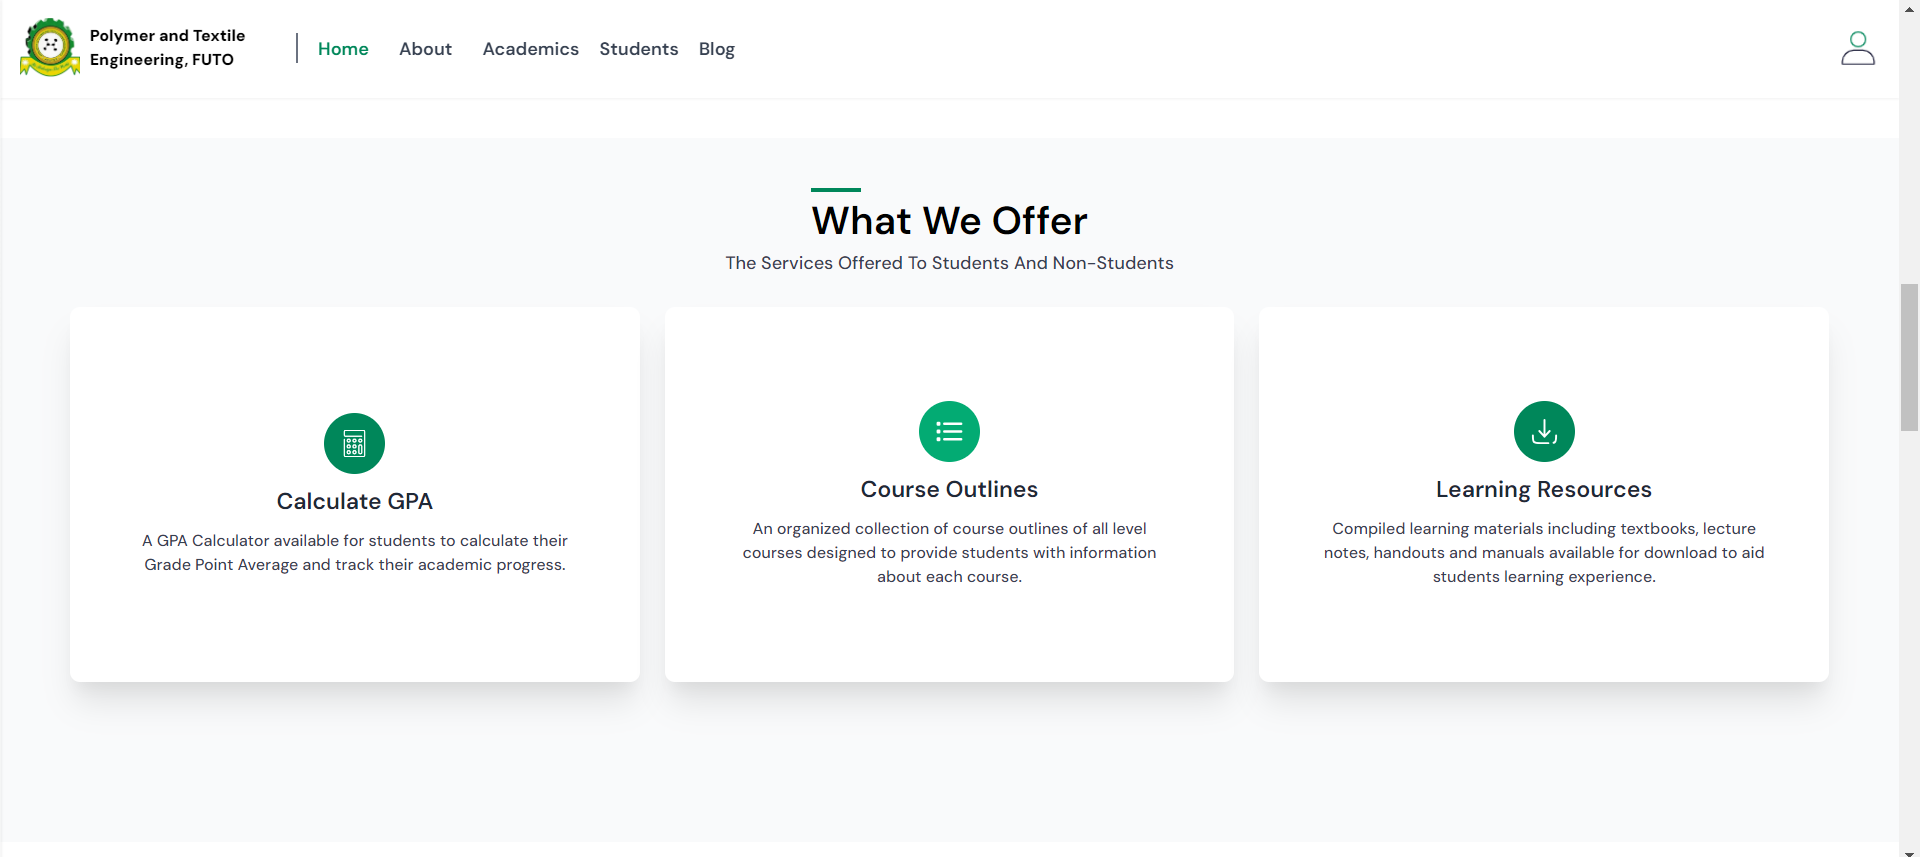 Polymer and Textile
Engineering, FUTO
Home
About
Academics
Students
Blog
What We Offer
The Services Offered To Students And Non-Students
Calculate GPA
A GPA Calculator available for students to calculate their
Grade Point Average and track their academic progress.
Course Outlines
An organized collection of course outlines of all level
courses designed to provide students with information
about each course.
Learning Resources
Compiled learning materials including textbooks, lecture
notes, handouts and manuals available for download to aid
students learning experience.